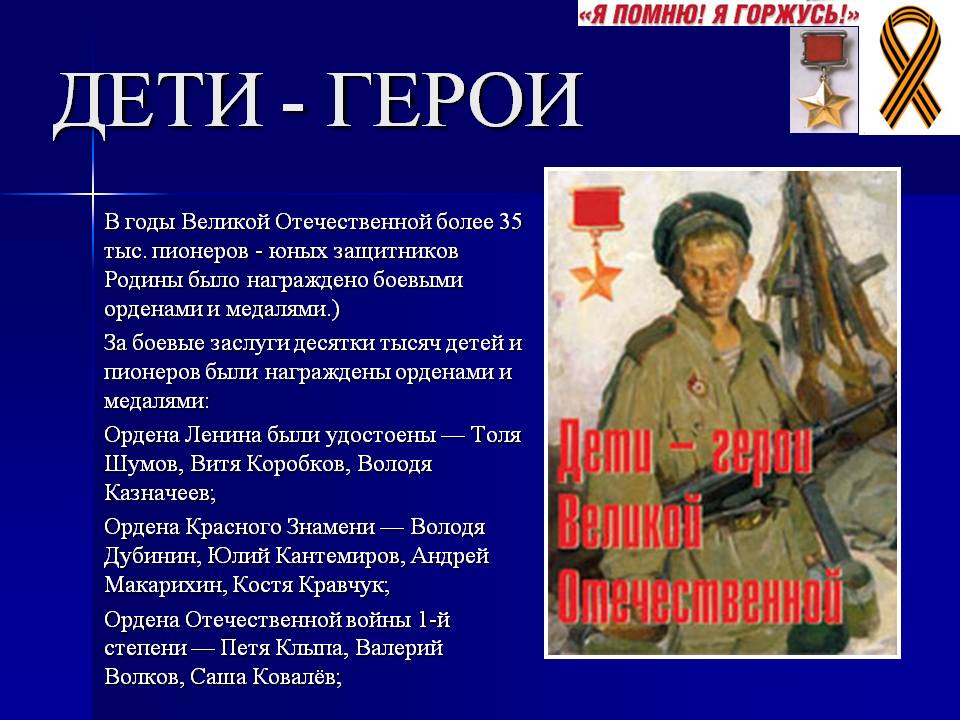 «Я ПОМНЮ! Я ГОРЖУСЬ!»
ДЕТИ - ГЕРОИ
В годы Великой Отечественной более 35
тыс. пионеров - юных защитников
Родины было награждено боевыми
орденами и медалями.)
За боевые заслуги десятки тысяч детей и
пионеров были награждены орденами и
медалями:
Ордена Ленина были удостоены — Толя
Шумов, Витя Коробков, Володя
Казначеев;
Ордена Красного Знамени — Володя
Дубинин, Юлий Кантемиров, Андрей
Макарихин, Костя Кравчук;
Ордена Отечественной войны 1-й
степени — Петя Клыпа, Валерий
Волков, Саша Ковалёв;
Дети – герои
Великой
Отечественной